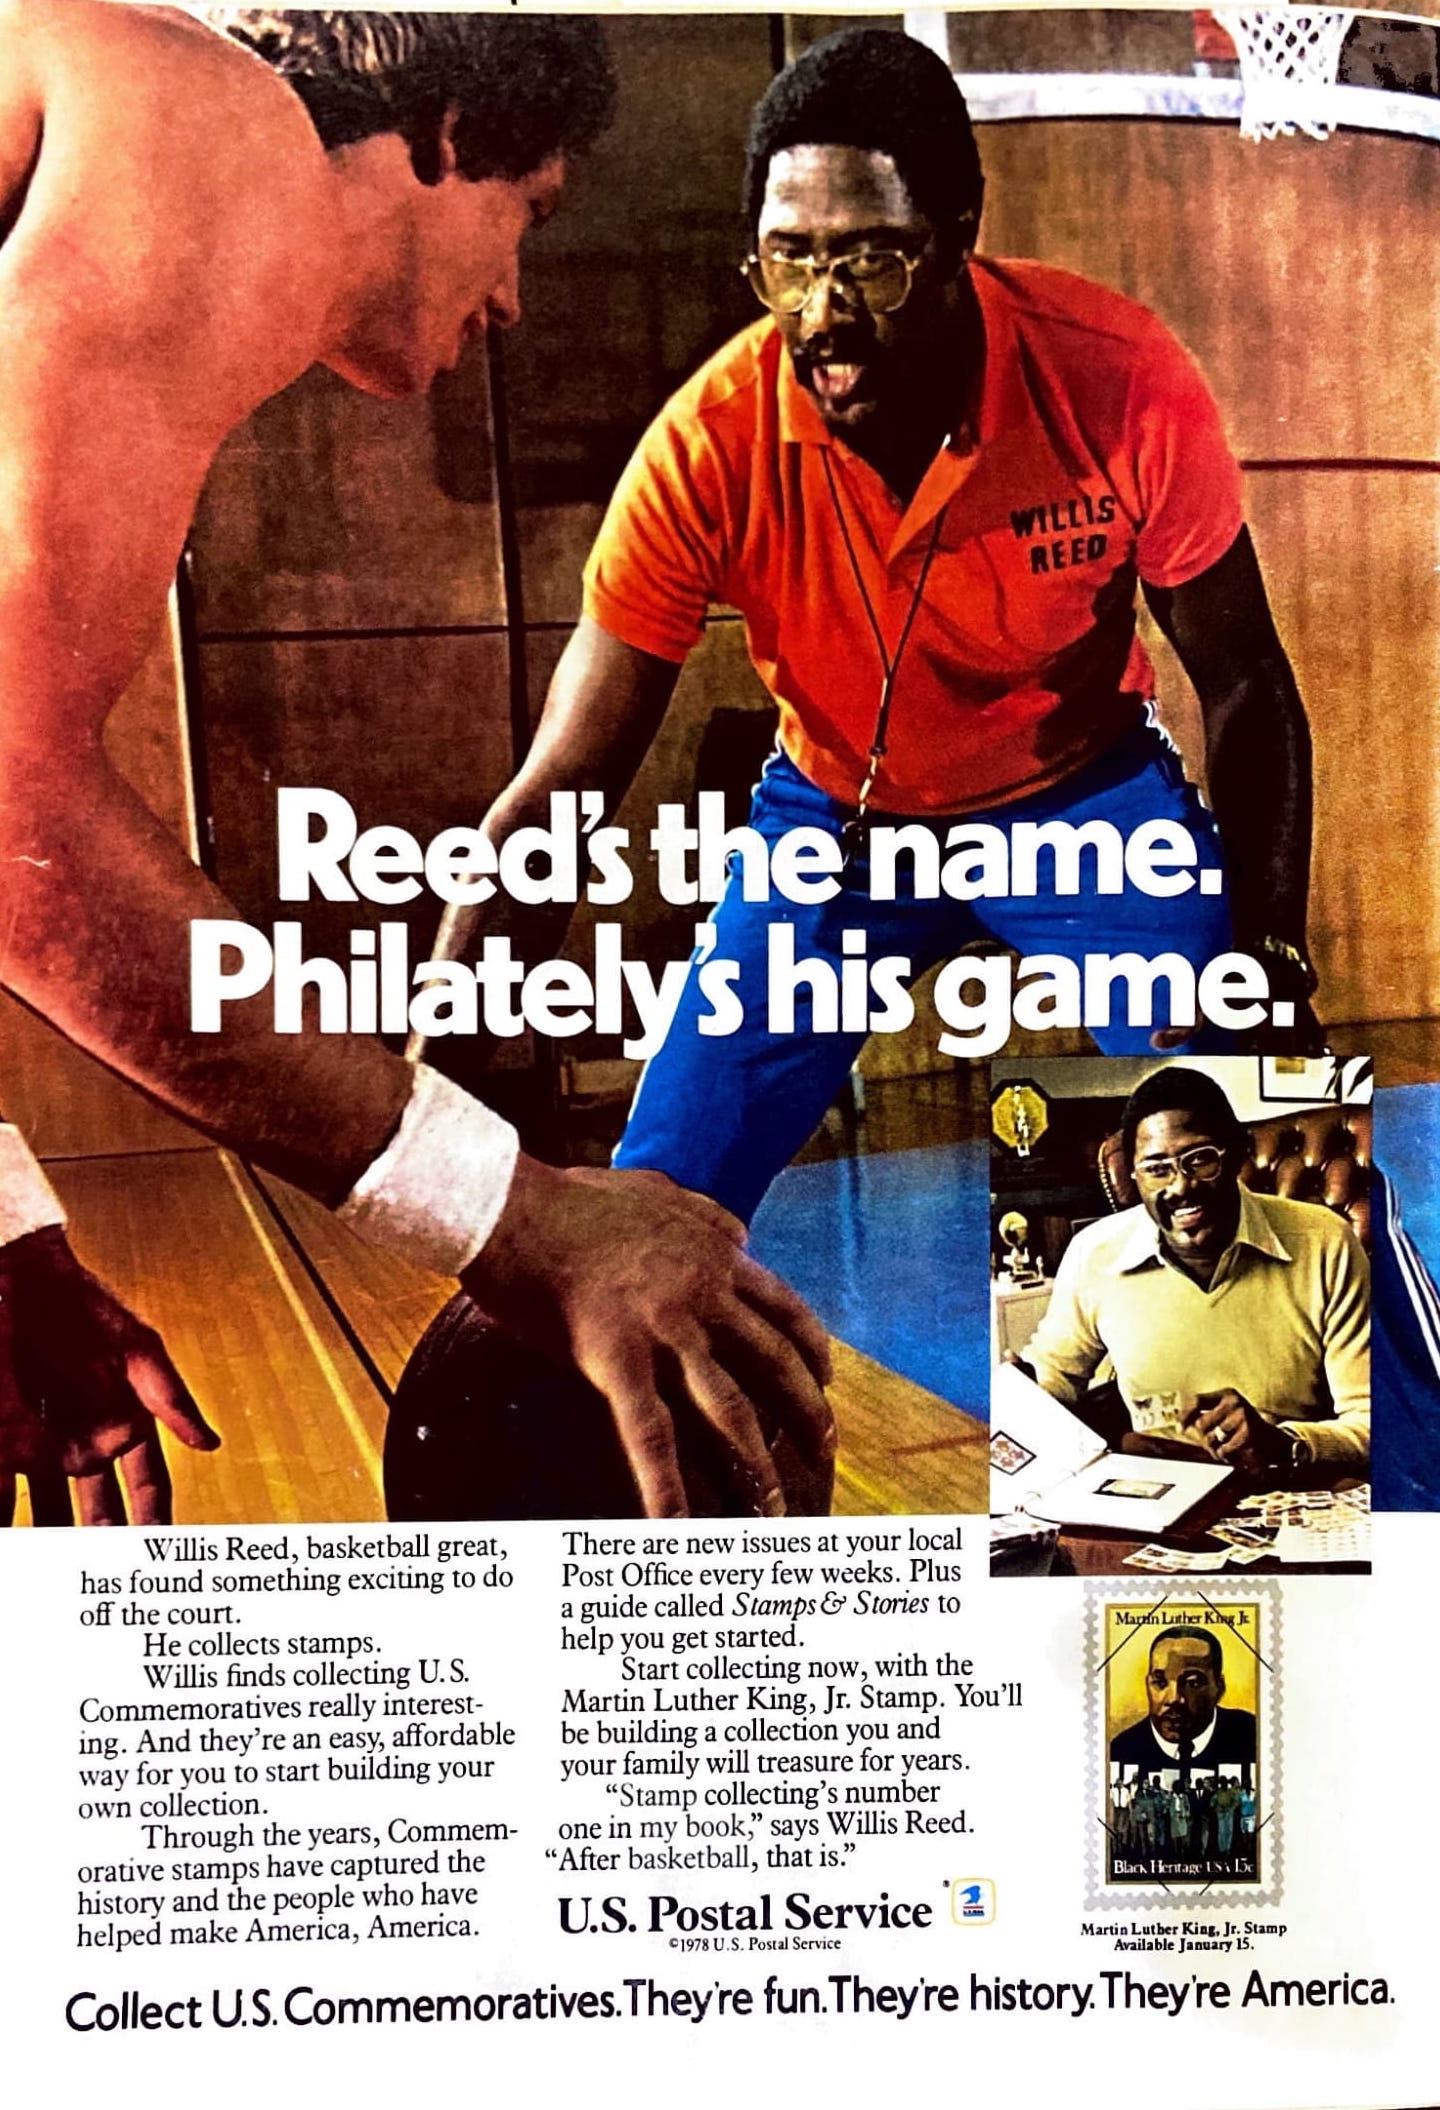 WILLIS
REED
Reed's the name.
Philately's his game.
Willis Reed, basketball great,
has found something exciting to do
off the court.
He collects stamps.
Willis finds collecting U.S.
Commemoratives really interest-
ing. And they're an easy, affordable
way for you to start building your
own collection.
Through the years, Commem-
orative stamps have captured the
history and the people who have
helped make America, America.
There are new issues at your local
Post Office every few weeks. Plus
a guide called Stamps & Stories to
help you get started.
Start collecting now, with the
Martin Luther King, Jr. Stamp. You'll
be building a collection you and
your family will treasure for years.
"Stamp collecting's number
one in my book," says Willis Reed.
"After basketball, that is."
U.S. Postal Service
©1978 U.S. Postal Service
Martin Luther King Jr.
Black Heritage USA 15c
Martin Luther King, Jr. Stamp
Available January 15.
Collect U.S. Commemoratives. They're fun. They're history. They're America.